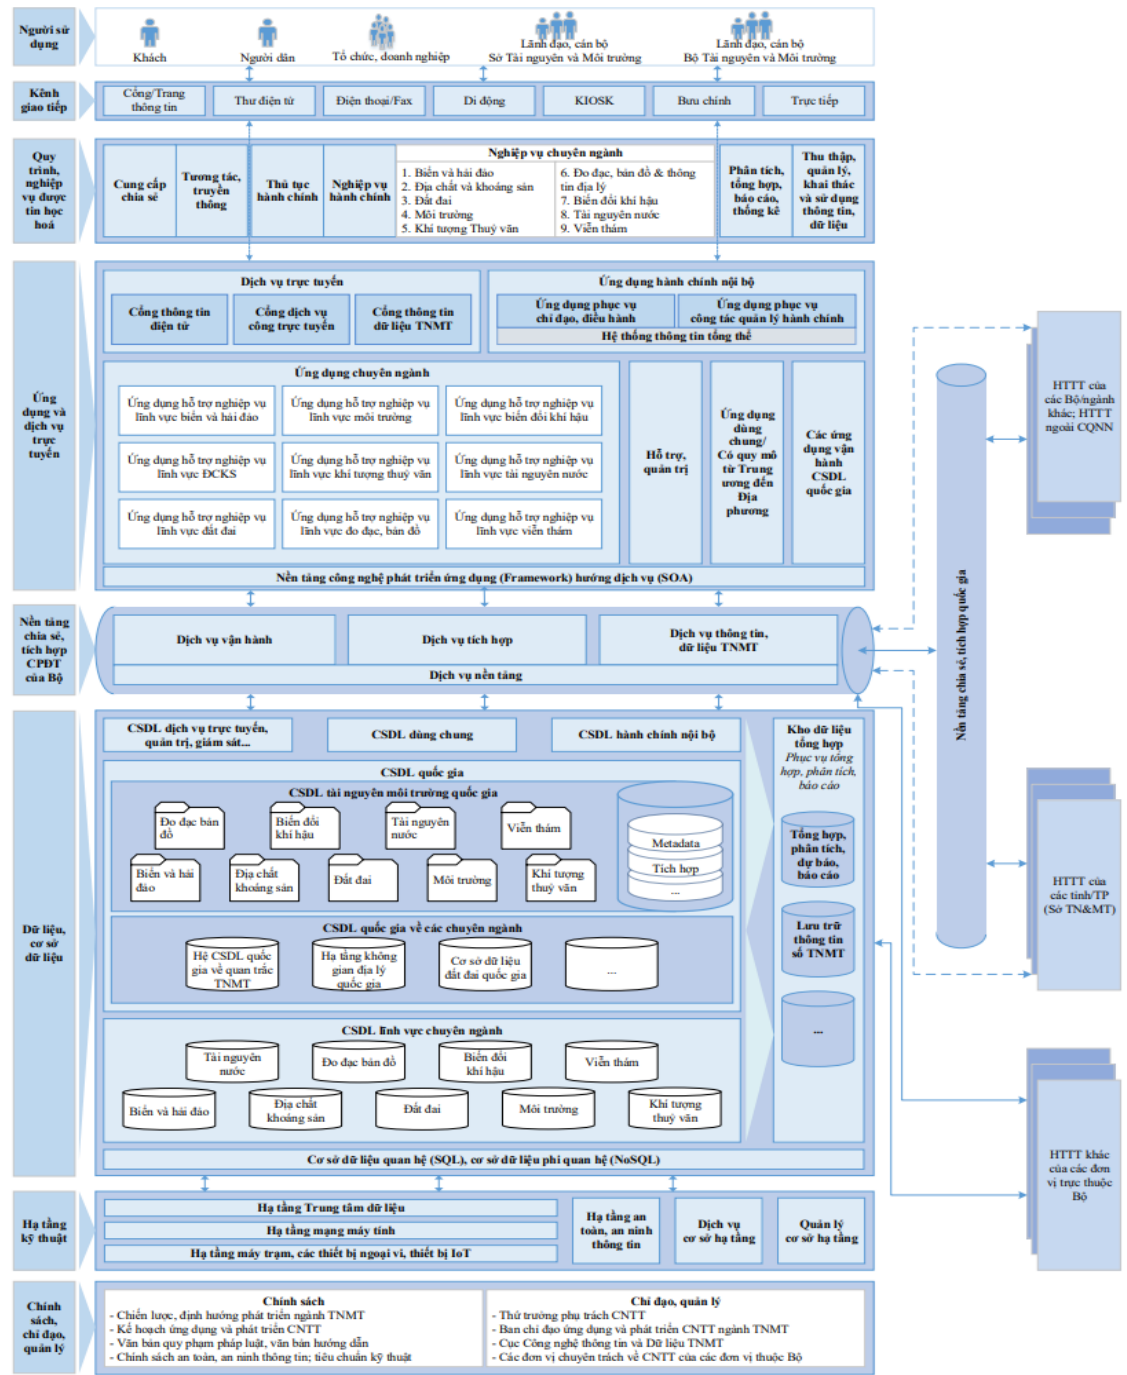 Người sử
dụng
Khách
Người dân
Tổ chức, doanh nghiệp
Lãnh đạo, cán bộ
Sở Tài nguyên và Môi trường
Lãnh đạo, cán bộ
Bộ Tài nguyên và Môi trường
Kênh
giao tiếp
Cổng/Trang
thông tin
Thư điện tử
Điện thoại/Fax
Di động
KIOSK
Bưu chính
Trực tiếp
Quy
trình, nghiệp
vụ được
tin học
hoá
Cung cấp
chia sẻ
Tương tác,
truyền
thông
Thủ tục
hành chính
Nghiệp vụ
hành chính
Nghiệp vụ chuyên ngành
1. Biển và hải đảo
2. Địa chất và khoáng sản
3. Đất đai
4. Môi trường
5. Khí tượng Thuỷ văn
6. Đo đạc, bản đồ & thông
tin địa lý
7. Biến đổi khí hậu
8. Tài nguyên nước
9. Viễn thám
Phân tích,
tổng hợp,
báo cáo,
thống kê
Thu thập,
quản lý,
khai thác
và sử dụng
thông tin,
dữ liệu
Ứng
dụng và
dịch vụ
trực
tuyến
Dịch vụ trực tuyến
Cổng thông tin
điện tử
Cổng dịch vụ
công trực tuyến
Cổng thông tin
dữ liệu TNMT
Ứng dụng hành chính nội bộ
Ứng dụng phục vụ
chỉ đạo, điều hành
Ứng dụng phục vụ
công tác quản lý hành chính
Hệ thống thông tin tổng thể
Ứng dụng chuyên ngành
Ứng dụng hỗ trợ nghiệp vụ
lĩnh vực biển và hải đảo
Ứng dụng hỗ trợ nghiệp vụ
lĩnh vực môi trường
Ứng dụng hỗ trợ nghiệp vụ
lĩnh vực biến đổi khí hậu
Ứng dụng hỗ trợ nghiệp vụ
lĩnh vực ĐCKS
Ứng dụng hỗ trợ nghiệp vụ
lĩnh vực khí tượng thuỷ văn
Ứng dụng hỗ trợ nghiệp vụ
lĩnh vực tài nguyên nước
Ứng dụng hỗ trợ nghiệp vụ
lĩnh vực đất đai
Ứng dụng hỗ trợ nghiệp vụ
lĩnh vực đo đạc, bản đồ
Ứng dụng hỗ trợ nghiệp vụ
lĩnh vực viễn thám
Hỗ trợ,
quản trị
Ứng dụng
dùng
chung/
Có quy mô
từ Trung
ương đến
Địa
phương
Các ứng
dụng vận
hành
CSDL
quốc gia
Nền tảng công nghệ phát triển ứng dụng (Framework) hướng dịch vụ (SOA)
Nền tảng
chia sẻ,
tích hợp
CPĐT
của Bộ
Dịch vụ vận hành
Dịch vụ tích hợp
Dịch vụ thông tin,
dữ liệu TNMT
Dịch vụ nền tảng
Dữ liệu,
cơ sở
dữ liệu
CSDL dịch vụ trực tuyến,
quản trị, giám sát...
CSDL dùng chung
CSDL hành chính nội bộ
CSDL quốc gia
CSDL tài nguyên môi trường quốc gia
Đo đạc bản
đồ
Biến đổi
khí hậu
Tài nguyên
nước
Viễn thám
Biển và hải
đảo
Địa chất
khoáng sản
Đất đai
Môi trường
Khí tượng
thuỷ văn
Metadata
Tích hợp
...
CSDL quốc gia về các chuyên ngành
Hệ CSDL quốc
gia về quan trắc
TNMT
Hạ tầng không
gian địa lý
quốc gia
Cơ sở dữ liệu
đất đai quốc gia
...
CSDL lĩnh vực chuyên ngành
Tài nguyên
nước
Đo đạc bản đồ
Biến đổi
khí hậu
Viễn thám
Biển và hải đảo
Địa chất
khoáng sản
Đất đai
Môi trường
Khí tượng
thuỷ văn
Kho dữ liệu
tổng hợp
Phục vụ tổng
hợp, phân tích,
báo cáo
Tổng hợp,
phân tích,
dự báo,
báo cáo
Lưu trữ
thông tin
số TNMT
...
Cơ sở dữ liệu quan hệ (SQL), cơ sở dữ liệu phi quan hệ (NoSQL)
Hạ tầng
kỹ thuật
Hạ tầng Trung tâm dữ liệu
Hạ tầng mạng máy tính
Hạ tầng máy trạm, các thiết bị ngoại vi, thiết bị IoT
Hạ tầng an
toàn, an ninh
thông tin
Dịch vụ
cơ sở hạ tầng
Quản lý
cơ sở hạ tầng
Chính
sách,
chỉ đạo,
quản lý
Chính sách
- Chiến lược, định hướng phát triển ngành TNMT
- Kế hoạch ứng dụng và phát triển CNTT
- Văn bản quy phạm pháp luật, văn bản hướng dẫn
- Chính sách an toàn, an ninh thông tin; tiêu chuẩn kỹ thuật
Chỉ đạo, quản lý
- Thứ trưởng phụ trách CNTT
- Ban chỉ đạo ứng dụng và phát triển CNTT ngành TNMT
- Cục Công nghệ thông tin và Dữ liệu TNMT
- Các đơn vị chuyên trách về CNTT của các đơn vị thuộc Bộ
Nền tảng chia sẻ, tích hợp quốc gia
HTTT của
các Bộ/ngành
khác; HTTT
ngoài CQNN
HTTT của
các tỉnh/TP
(Sở TN&MT)
HTTT khác
của các đơn
vị trực thuộc
Bộ